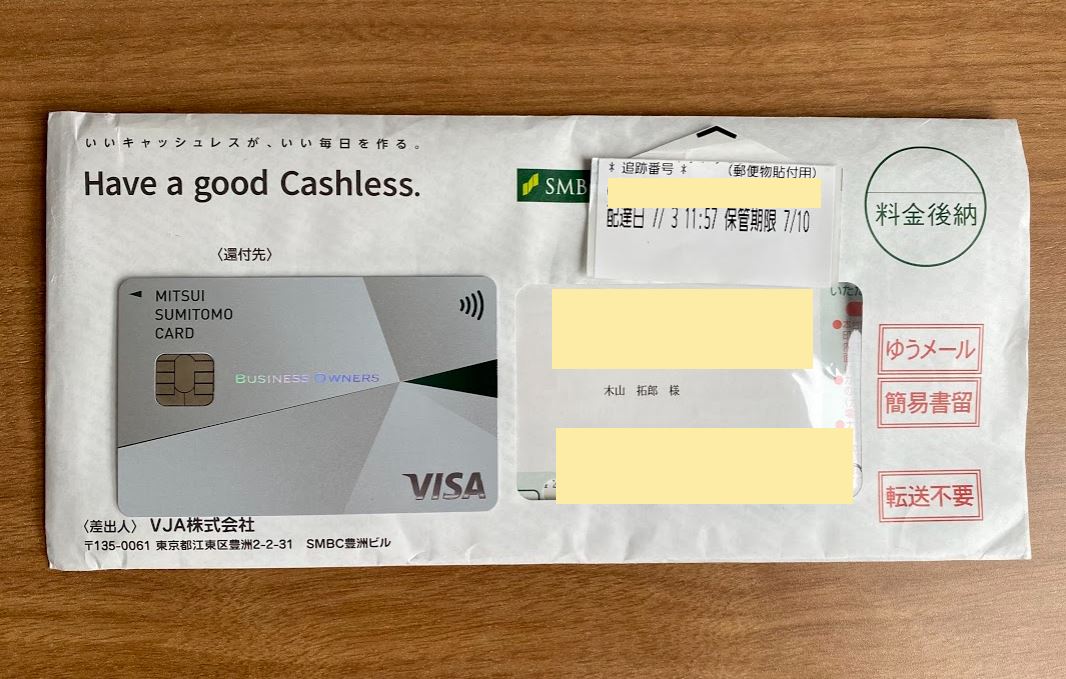 いいキャッシュレスが、いい毎日を作る。
Have a good Cashless.
SMB
* 追跡番号 * (郵便物貼付用)
配達日 7/ 3 11:57 保管期限 7/10
料金後納
〈還付先〉
MITSUI
SUMITOMO
CARD
BUSINESS OWNERS
VISA
いただ
木山 拓郎 様
ゆうメール
簡易書留
転送不要
〈差出人〉 VJA株式会社
〒135-0061 東京都江東区豊洲2-2-31 SMBC豊洲ビル